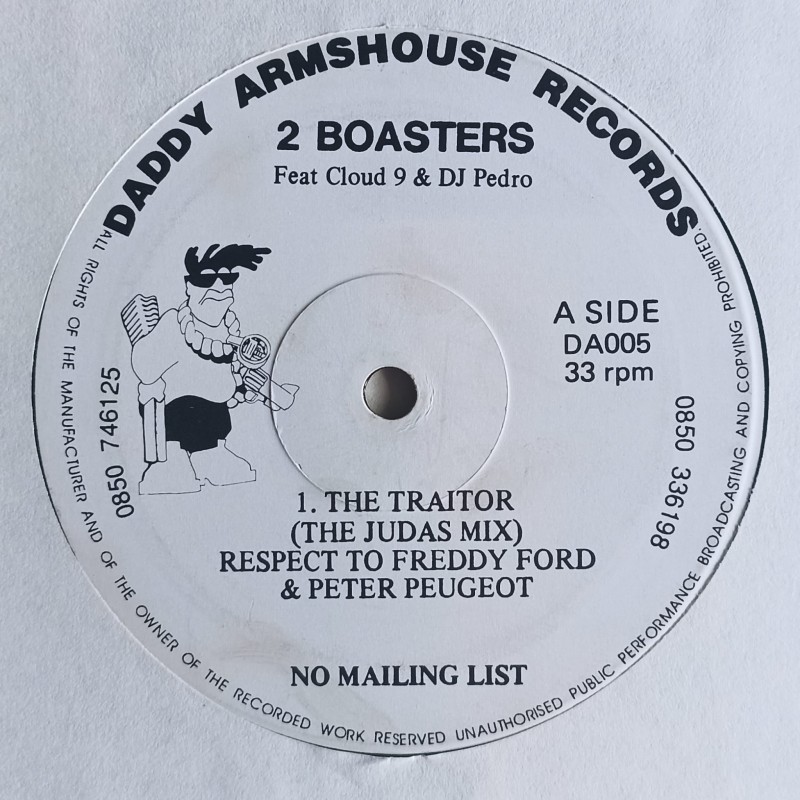 DADDY ARMSHOUSE RECORDS
2 BOASTERS
Feat Cloud 9 & DJ Pedro
A SIDE
DA005
33 rpm
0850 746125
0850 336198
1. THE TRAITOR
(THE JUDAS MIX)
RESPECT TO FREDDY FORD
& PETER PEUGEOT
NO MAILING LIST
ALL RIGHTS OF THE MANUFACTURER AND OF THE OWNER OF THE RECORDED WORK RESERVED UNAUTHORISED PUBLIC PERFORMANCE BROADCASTING AND COPYING PROHIBITED.